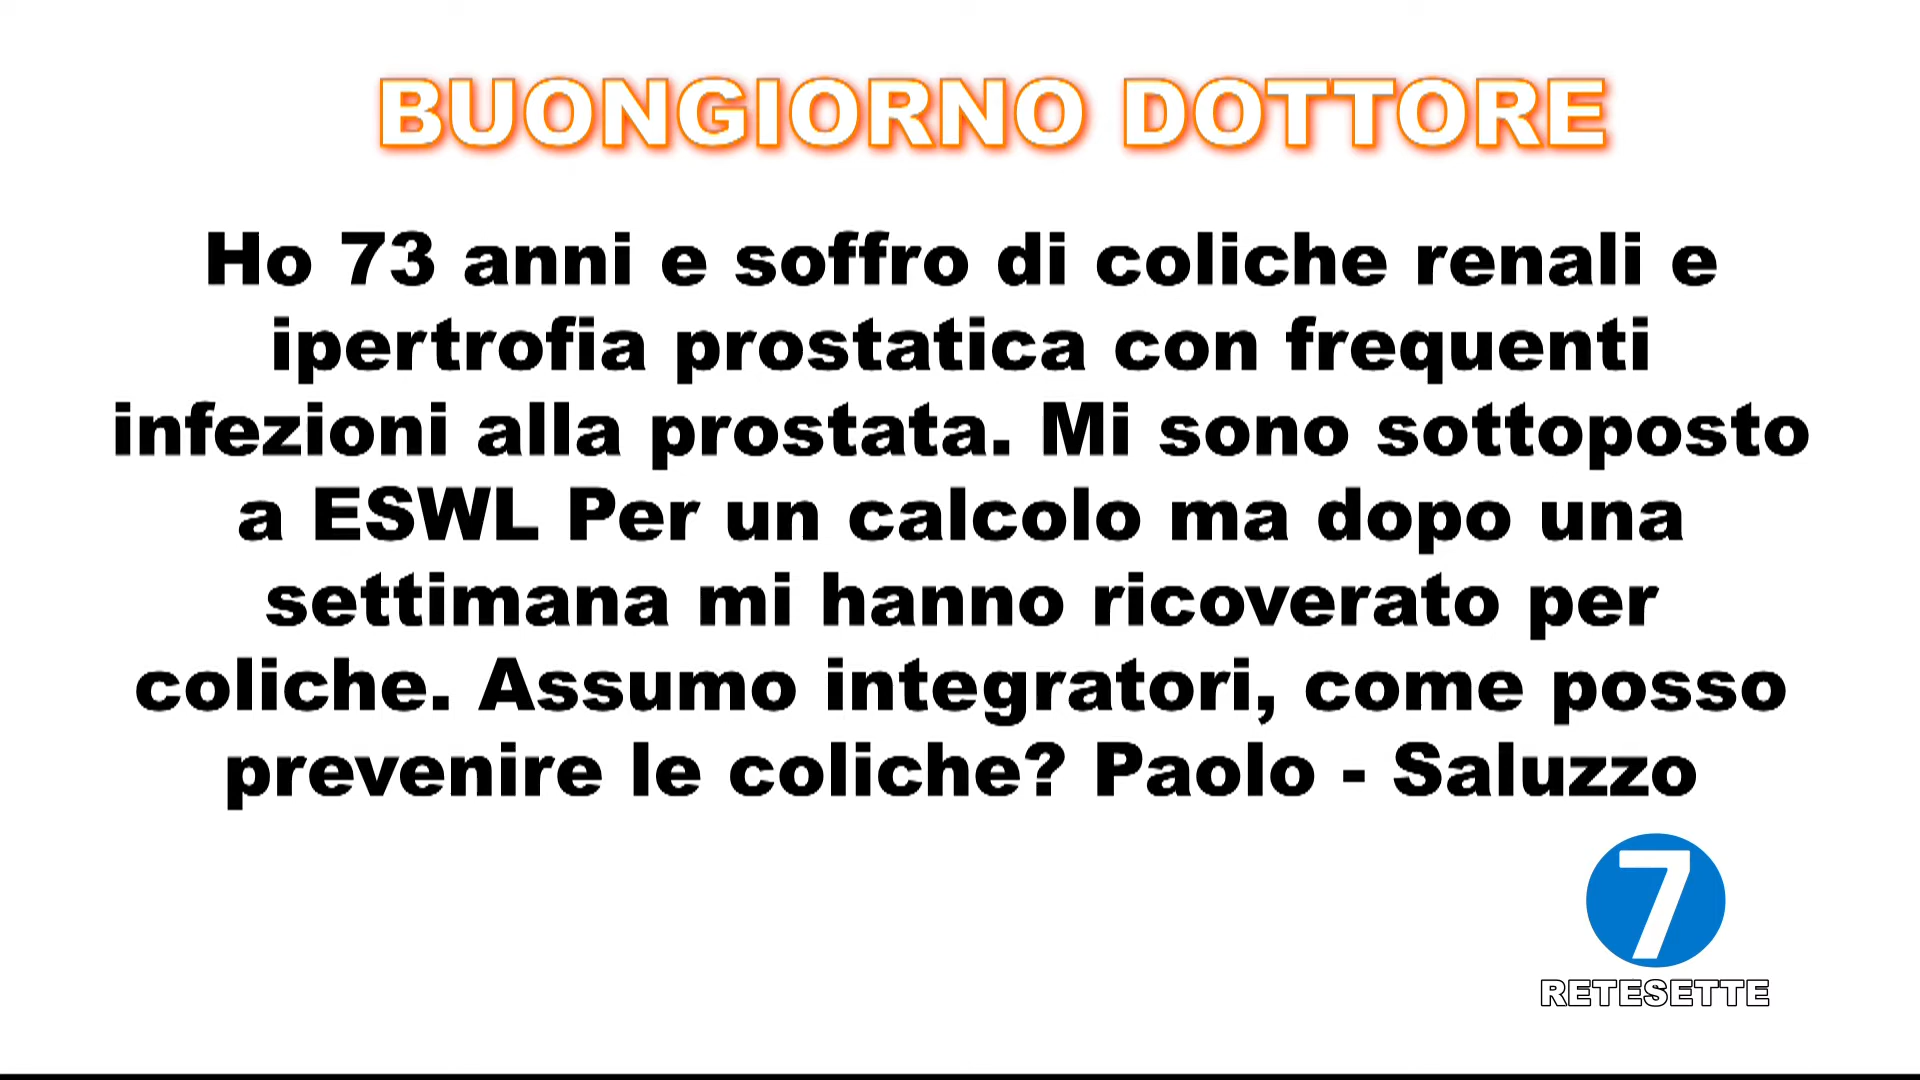 BUONGIORNO DOTTORE
Ho 73 anni e soffro di coliche renali e
ipertrofia prostatica con frequenti
infezioni alla prostata. Mi sono sottoposto
a ESWL Per un calcolo ma dopo una
settimana mi hanno ricoverato per
coliche. Assumo integratori, come posso
prevenire le coliche? Paolo - Saluzzo
7
RETESETTE